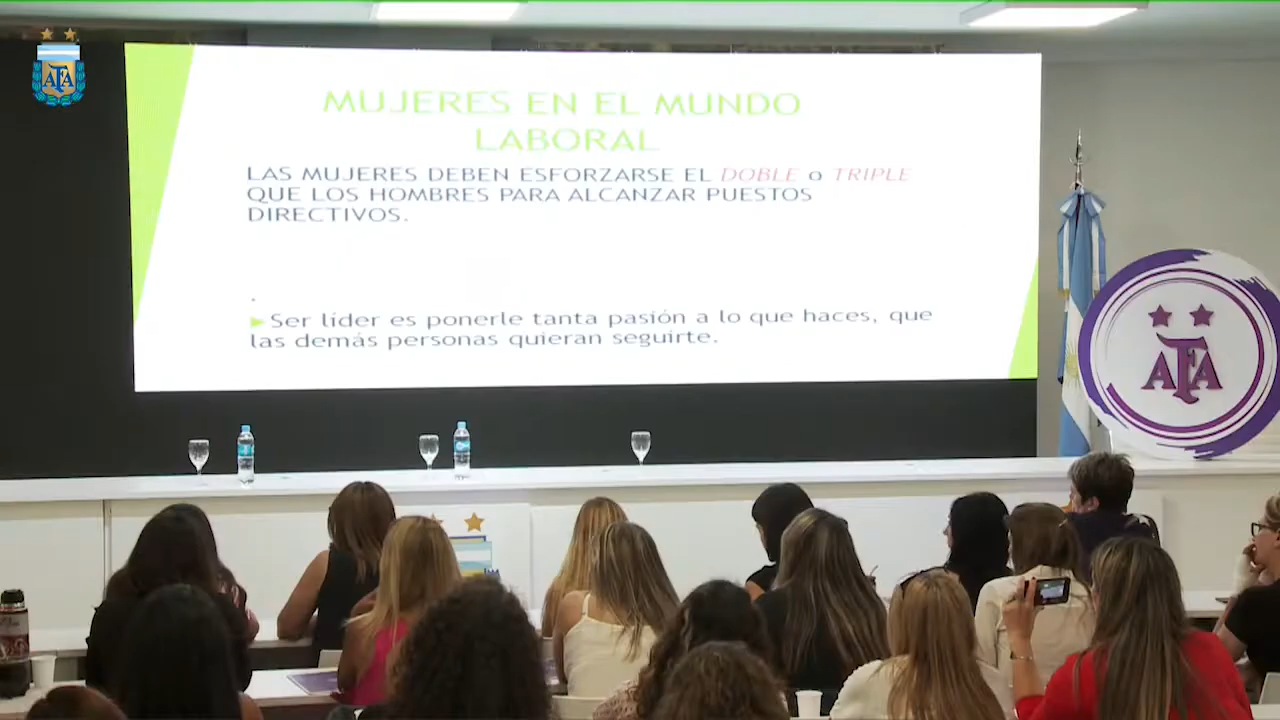 AFA
MUJERES EN EL MUNDO
LABORAL
LAS MUJERES DEBEN ESFORZARSE EL DOBLE o TRIPLE
QUE LOS HOMBRES PARA ALCANZAR PUESTOS
DIRECTIVOS.
.
Ser líder es ponerle tanta pasión a lo que haces, que
las demás personas quieran seguirte.
AFA